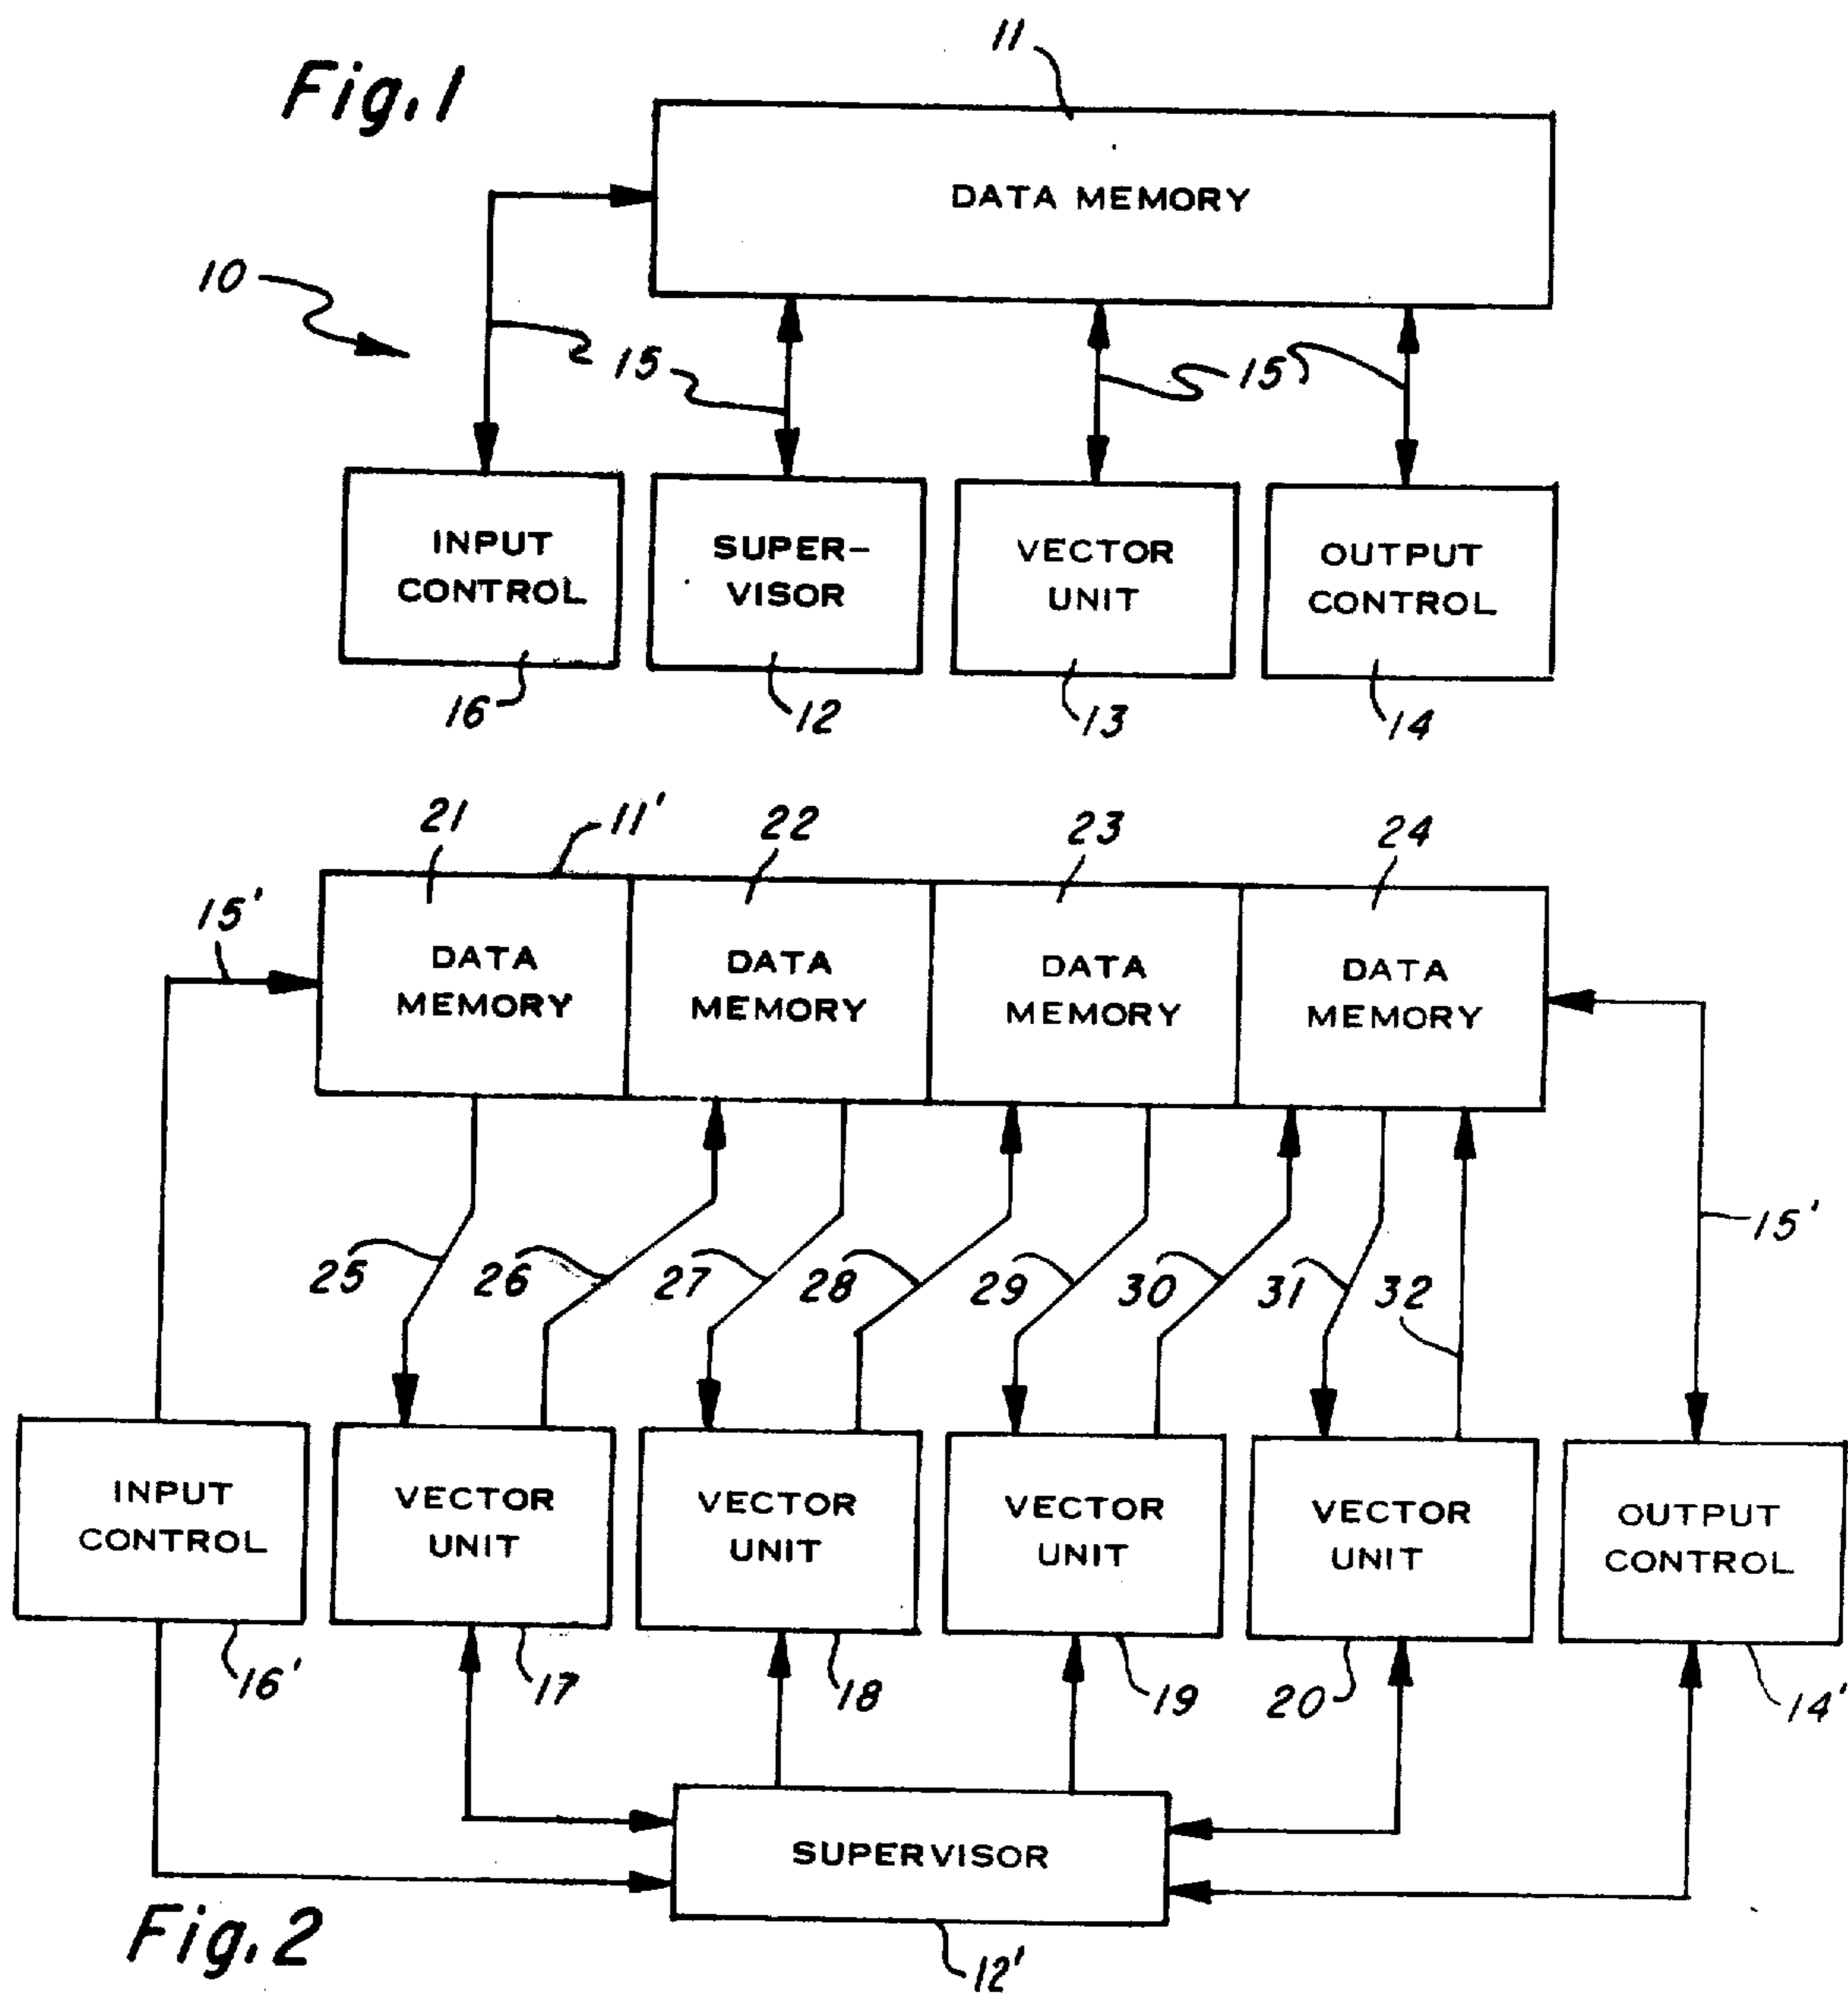 Fig.1
11
DATA MEMORY
10
15
15
INPUT
CONTROL
SUPER-
VISOR
VECTOR
UNIT
OUTPUT
CONTROL
16
12
13
14
21
11'
22
23
24
15'
DATA
MEMORY
DATA
MEMORY
DATA
MEMORY
DATA
MEMORY
15'
25
26
27
28
29
30
31
32
INPUT
CONTROL
VECTOR
UNIT
VECTOR
UNIT
VECTOR
UNIT
VECTOR
UNIT
OUTPUT
CONTROL
16'
17
18
19
20
14'
SUPERVISOR
12'
Fig.2